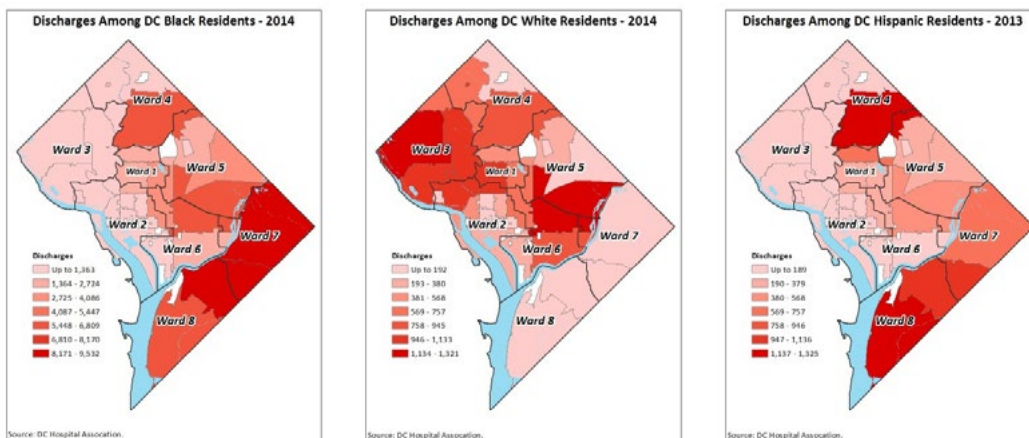 Discharges Among DC Black Residents - 2014
Ward 4
Ward 3
Ward 5
Ward 1
Ward 2
Ward 7
Ward 6
Ward 8
Discharges
Up to 1,363
1,364 - 2,724
2,725 - 4,086
4,087 - 5,447
5,448 - 6,809
6,810 - 8,170
8,171 - 9,532
Source: DC Hospital Assocation.
Discharges Among DC White Residents - 2014
Ward 4
Ward 3
Ward 5
Ward 1
Ward 2
Ward 7
Ward 6
Ward 8
Discharges
Up to 192
193 - 380
381 - 568
569 - 757
758 - 945
946 - 1,133
1,134 - 1,321
Source: DC Hospital Assocation.
Discharges Among DC Hispanic Residents - 2013
Ward 4
Ward 3
Ward 5
Ward 1
Ward 2
Ward 7
Ward 6
Ward 8
Discharges
Up to 189
190 - 379
380 - 568
569 - 757
758 - 946
947 - 1,136
1,137 - 1,325
Source: DC Hospital Assocation.